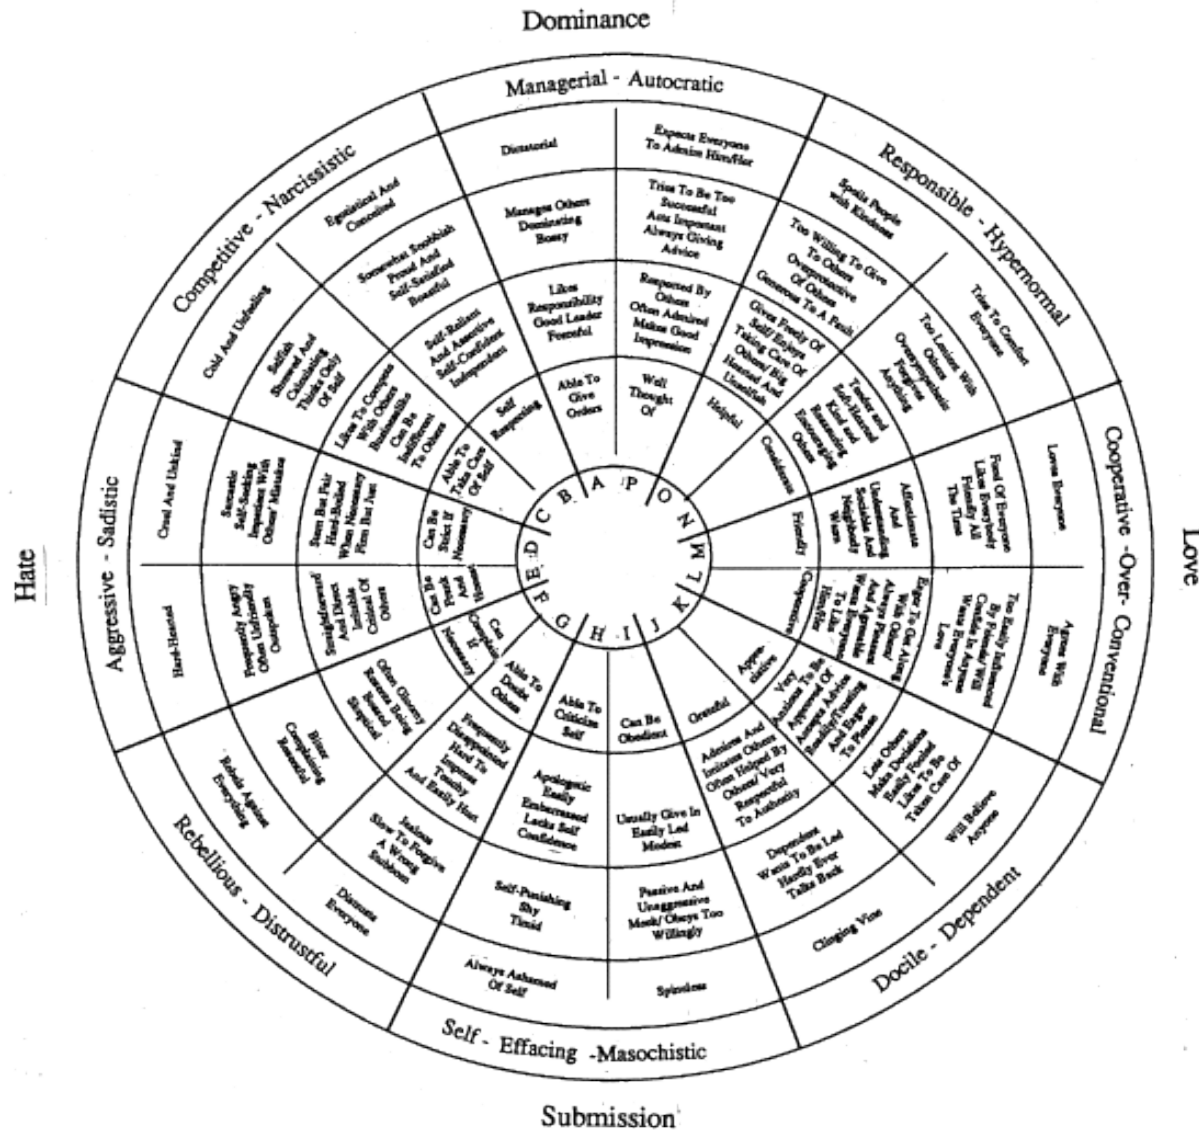 Dominance
Managerial - Autocratic
Dictatorial
Expects Everyone
To Admire Him/Her
Manages Others
Dominating
Bossy
Tries To Be Too
Successful
Acts Important
Always Giving
Advice
Likes
Responsibility
Good Leader
Forceful
Respected By
Others
Often Admired
Makes Good
Impression
Able To
Give
Orders
Well
Thought
Of
Responsible - Hypernormal
Spoils People
with Kindness
Tries To Comfort
Everyone
Too Willing To Give
To Others
Overprotective
Of Others
Generous To A Fault
Too Lenient With
Others
Oversympathetic
Forgives
Anything
Gives Freely Of
Self/ Enjoys
Taking Care Of
Others/ Big
Hearted And
Unselfish
Tender and
Soft-Hearted
Kind and
Reassuring
Encouraging
Others
Helpful
Considerate
Cooperative -Over- Conventional
Loves Everyone
Agrees With
Everyone
Fond Of Everyone
Likes Everybody
Friendly All
The Time
Too Easily Influenced
By Friends/ Will
Confide In Anyone
Wants Everyone's
Love
Affectionate
And
Understanding
Sociable And
Neighborly
Warm
Eager To Get Along
With Others/
Always Pleasant
And Agreeable
Wants Everyone
To Like
Him/Her
Friendly
Cooperative
Love
Docile - Dependent
Will Believe
Anyone
Clinging Vine
Lets Others
Make Decisions
Easily Fooled
Likes To Be
Taken Care Of
Dependent
Wants To Be Led
Hardly Ever
Talks Back
Very
Anxious To Be
Approved Of
Accepts Advice
Readily/Trusting
And Eager
To Please
Admires And
Imitates Others
Often Helped By
Others/ Very
Respectful
To Authority
Appre-
ciative
Grateful
Self - Effacing -Masochistic
Spineless
Always Ashamed
Of Self
Passive And
Unaggressive
Meek/ Obeys Too
Willingly
Self-Punishing
Shy
Timid
Usually Give In
Easily Led
Modest
Apologetic
Easily
Embarrassed
Lacks Self
Confidence
Can Be
Obedient
Able To
Criticize
Self
Submission
Rebellious - Distrustful
Distrusts
Everyone
Rebels Against
Everything
Jealous
Slow To Forgive
A Wrong
Stubborn
Bitter
Complaining
Resentful
Frequently
Disappointed
Hard To
Impress
Touchy
And Easily Hurt
Often Gloomy
Resents Being
Bossed
Skeptical
Able To
Doubt
Others
Can
Complain
If
Necessary
Aggressive - Sadistic
Hard-Hearted
Cruel And Unkind
Frequently Angry
Often Unfriendly
Outspoken
Sarcastic
Self-Seeking
Impatient With
Others' Mistakes
Straightforward
And Direct
Irritable
Critical Of
Others
Stern But Fair
Hard-Boiled
When Necessary
Firm But Just
Can Be
Frank
And
Honest
Can Be
Strict If
Necessary
Hate
Competitive - Narcissistic
Cold And Unfeeling
Egotistical And
Conceited
Selfish
Shrewd And
Calculating
Thinks Only
Of Self
Somewhat Snobbish
Proud And
Self-Satisfied
Boastful
Likes To Compete
With Others
Businesslike
Can Be
Indifferent
To Others
Self-Reliant
And Assertive
Self-Confident
Independent
Able To
Take Care
Of Self
Self
Respecting
A
P
O
N
M
L
K
J
I
H
G
F
E
D
C
B